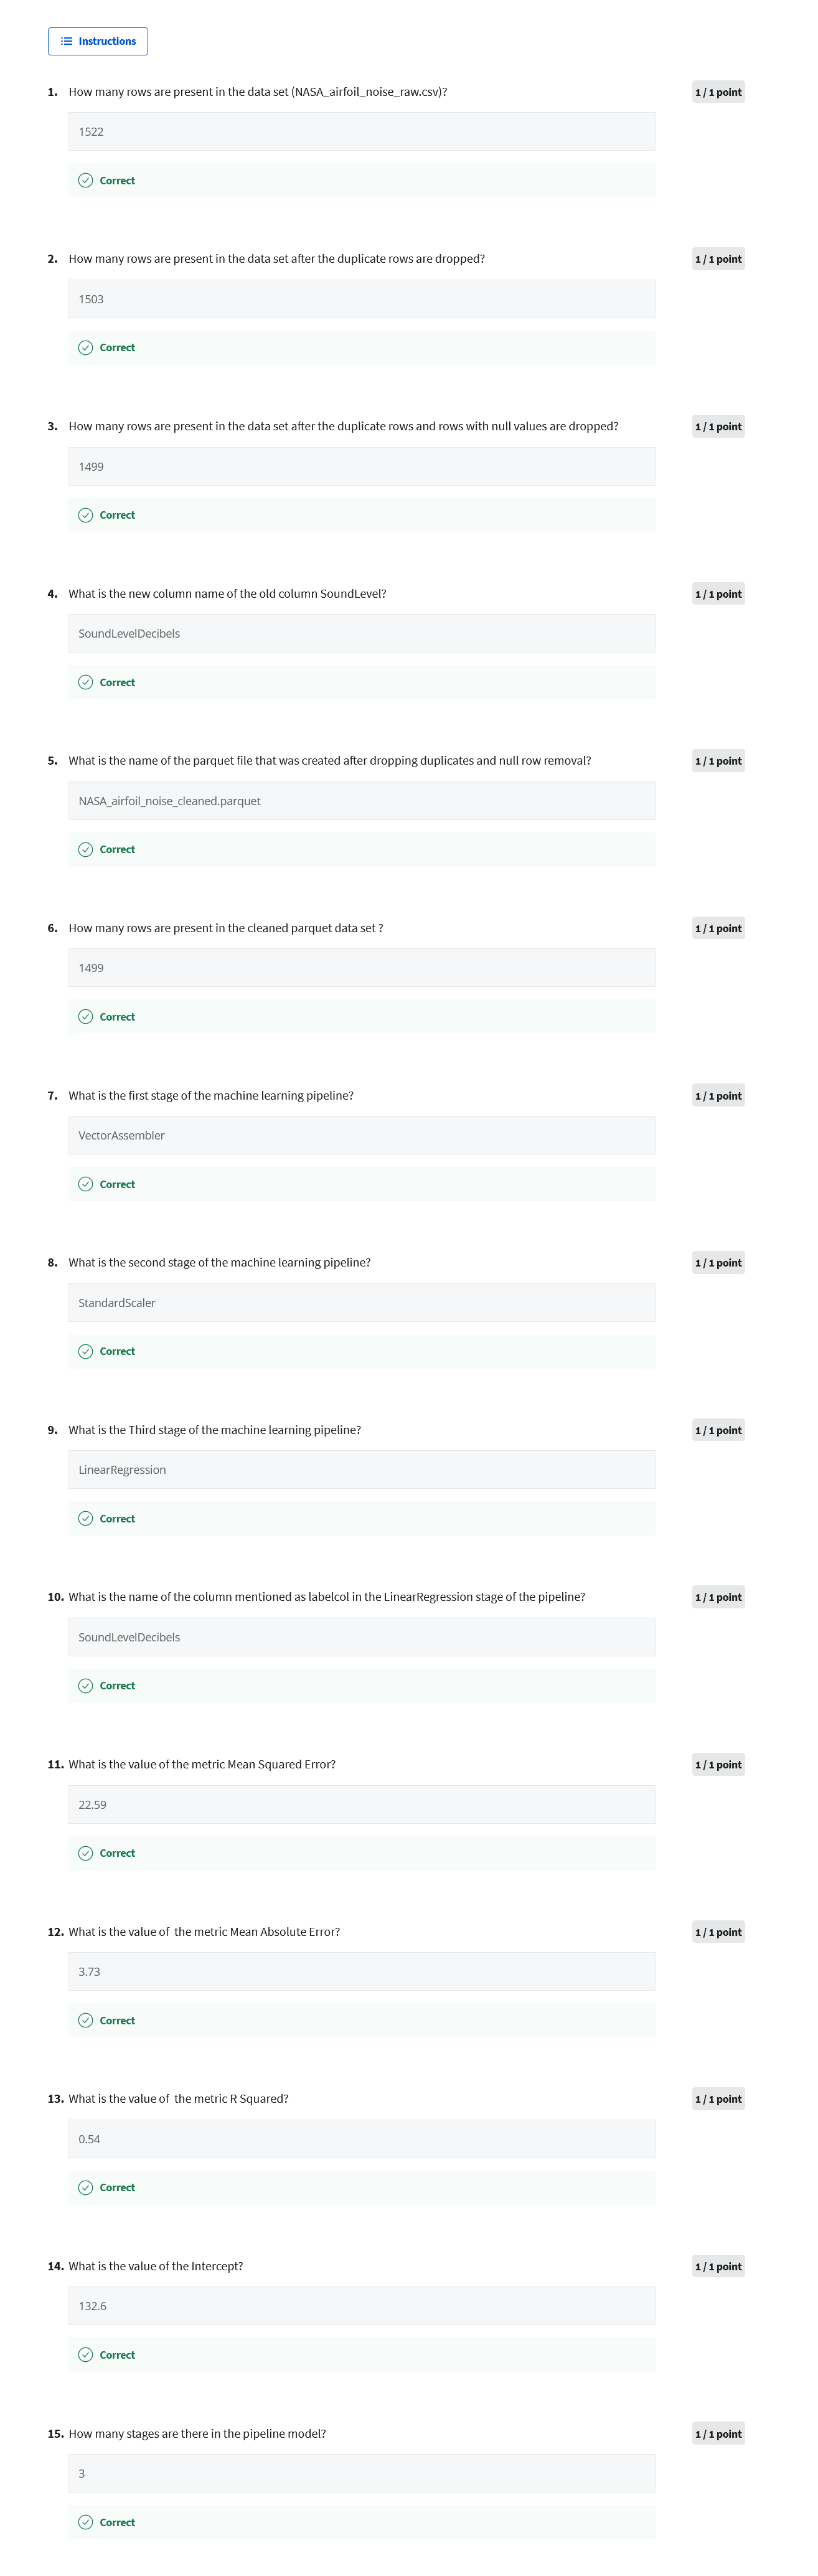 Instructions
1. How many rows are present in the data set (NASA_airfoil_noise_raw.csv)? 1 / 1 point
1522
Correct
2. How many rows are present in the data set after the duplicate rows are dropped? 1 / 1 point
1503
Correct
3. How many rows are present in the data set after the duplicate rows and rows with null values are dropped? 1 / 1 point
1499
Correct
4. What is the new column name of the old column SoundLevel? 1 / 1 point
SoundLevelDecibels
Correct
5. What is the name of the parquet file that was created after dropping duplicates and null row removal? 1 / 1 point
NASA_airfoil_noise_cleaned.parquet
Correct
6. How many rows are present in the cleaned parquet data set ? 1 / 1 point
1499
Correct
7. What is the first stage of the machine learning pipeline? 1 / 1 point
VectorAssembler
Correct
8. What is the second stage of the machine learning pipeline? 1 / 1 point
StandardScaler
Correct
9. What is the Third stage of the machine learning pipeline? 1 / 1 point
LinearRegression
Correct
10. What is the name of the column mentioned as labelcol in the LinearRegression stage of the pipeline? 1 / 1 point
SoundLevelDecibels
Correct
11. What is the value of the metric Mean Squared Error? 1 / 1 point
22.59
Correct
12. What is the value of  the metric Mean Absolute Error? 1 / 1 point
3.73
Correct
13. What is the value of  the metric R Squared? 1 / 1 point
0.54
Correct
14. What is the value of the Intercept? 1 / 1 point
132.6
Correct
15. How many stages are there in the pipeline model? 1 / 1 point
3
Correct